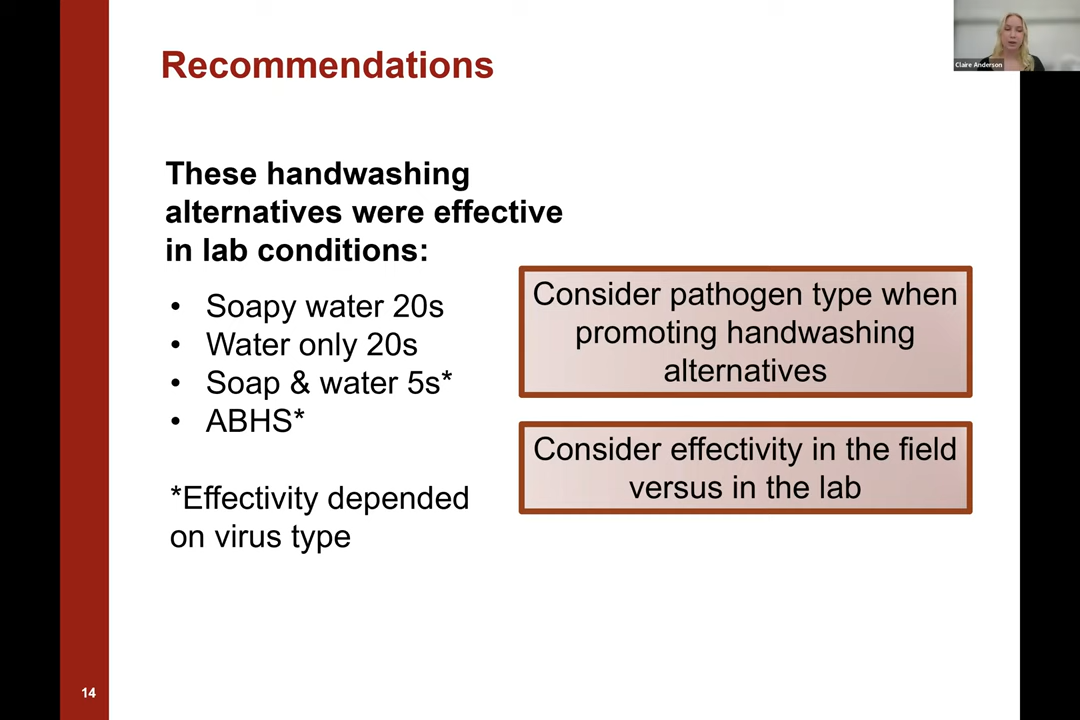 Recommendations
Claire Anderson
These handwashing
alternatives were effective
in lab conditions:
• Soapy water 20s
• Water only 20s
• Soap & water 5s*
• ABHS*
*Effectivity depended
on virus type
Consider pathogen type when
promoting handwashing
alternatives
Consider effectivity in the field
versus in the lab
14